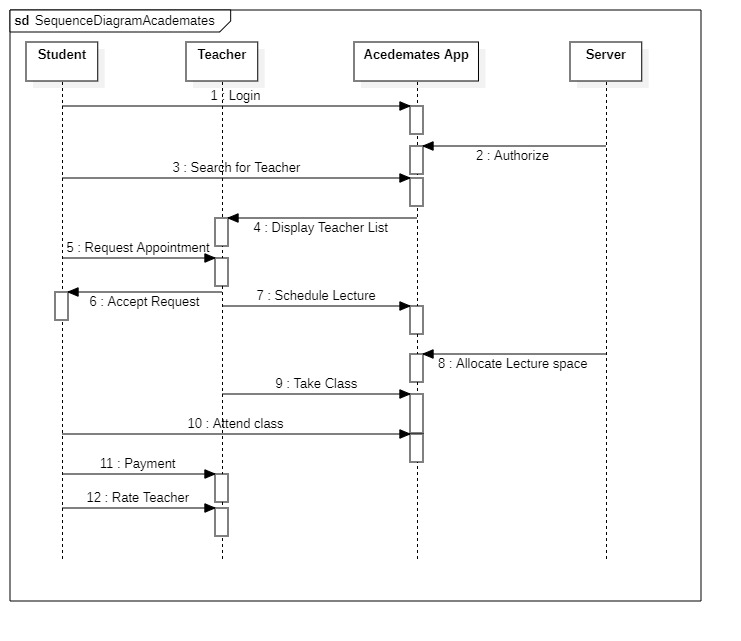 sd SequenceDiagramAcademates
Student
Teacher
Acedemates App
Server
1 : Login
2 : Authorize
3 : Search for Teacher
4 : Display Teacher List
5 : Request Appointment
6 : Accept Request
7 : Schedule Lecture
8 : Allocate Lecture space
9 : Take Class
10 : Attend class
11 : Payment
12 : Rate Teacher